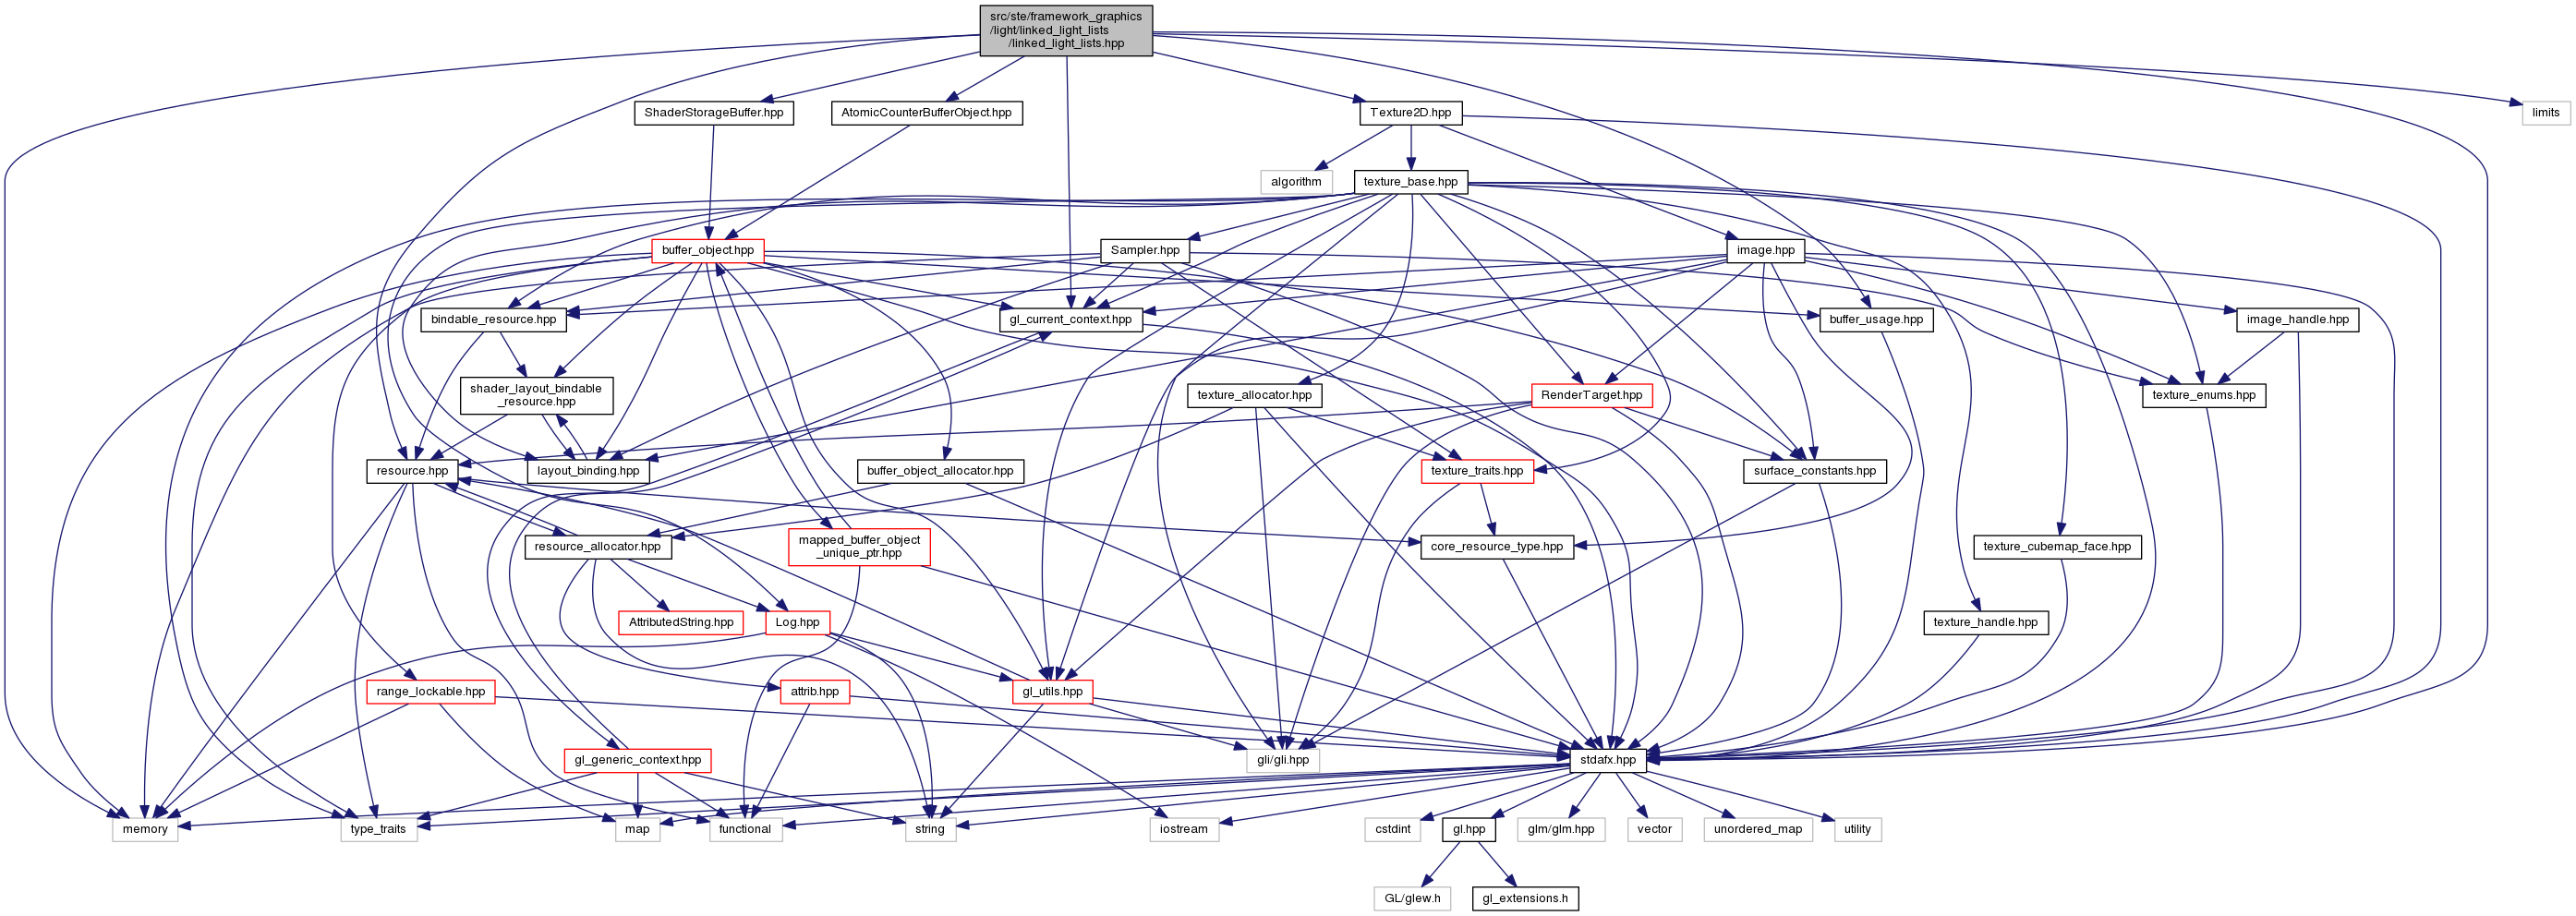 src/ste/framework_graphics
/light/linked_light_lists
/linked_light_lists.hpp
ShaderStorageBuffer.hpp
AtomicCounterBufferObject.hpp
Texture2D.hpp
limits
algorithm
texture_base.hpp
buffer_object.hpp
Sampler.hpp
image.hpp
bindable_resource.hpp
gl_current_context.hpp
buffer_usage.hpp
image_handle.hpp
shader_layout_bindable
_resource.hpp
texture_allocator.hpp
RenderTarget.hpp
texture_enums.hpp
resource.hpp
layout_binding.hpp
buffer_object_allocator.hpp
texture_traits.hpp
surface_constants.hpp
resource_allocator.hpp
mapped_buffer_object
_unique_ptr.hpp
core_resource_type.hpp
texture_cubemap_face.hpp
AttributedString.hpp
Log.hpp
texture_handle.hpp
range_lockable.hpp
attrib.hpp
gl_utils.hpp
gl_generic_context.hpp
gli/gli.hpp
stdafx.hpp
memory
type_traits
map
functional
string
iostream
cstdint
gl.hpp
glm/glm.hpp
vector
unordered_map
utility
GL/glew.h
gl_extensions.h